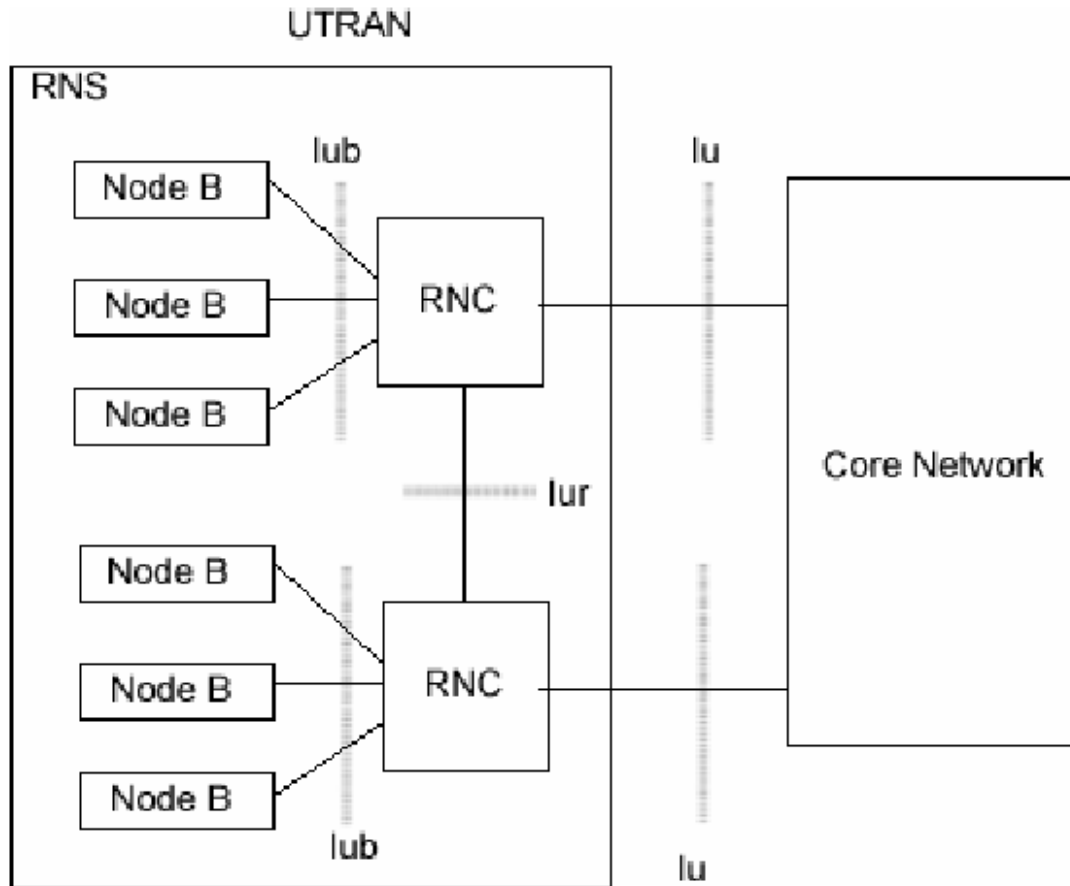 UTRAN
RNS
Iub
Iu
Node B
Node B
RNC
Node B
Core Network
Iur
Node B
Node B
RNC
Node B
Iub
Iu